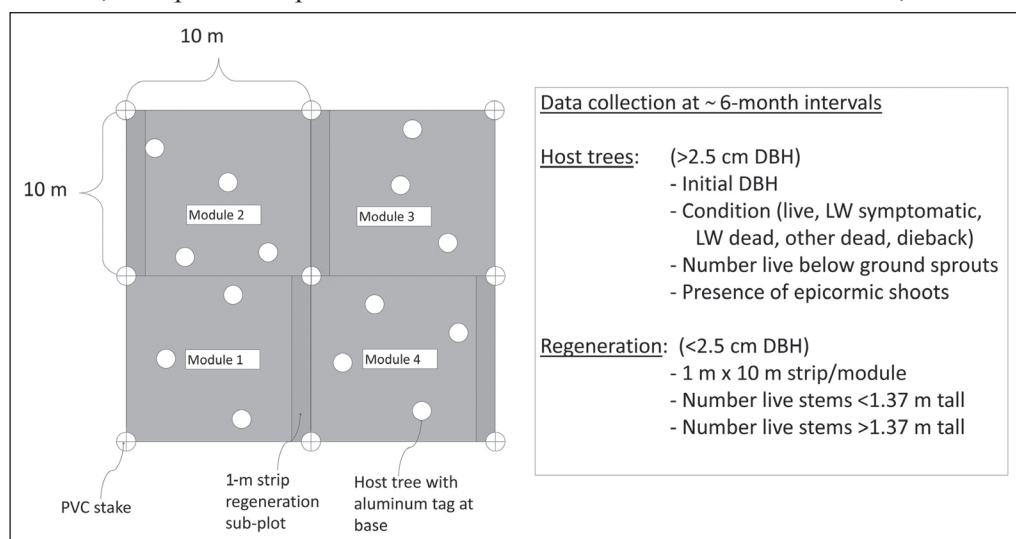 10 m
10 m
Module 2
Module 3
Module 1
Module 4
PVC stake
1-m strip
regeneration
sub-plot
Host tree with
aluminum tag at
base
Data collection at ~ 6-month intervals
Host trees: (>2.5 cm DBH)
- Initial DBH
- Condition (live, LW symptomatic,
LW dead, other dead, dieback)
- Number live below ground sprouts
- Presence of epicormic shoots
Regeneration: (<2.5 cm DBH)
- 1 m x 10 m strip/module
- Number live stems <1.37 m tall
- Number live stems >1.37 m tall